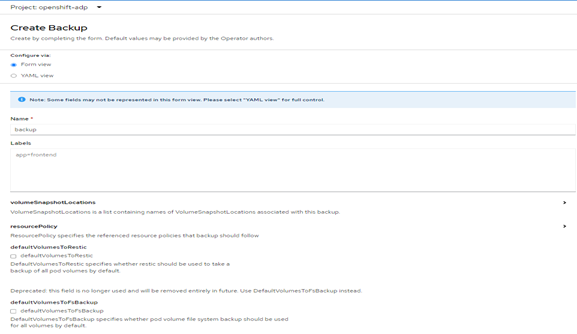 Project: openshift-adp
Create Backup
Create by completing the form. Default values may be provided by the Operator authors.
Configure via:
Form view
YAML view
Note: Some fields may not be represented in this form view. Please select "YAML view" for full control.
Name *
backup
Labels
app=frontend
volumeSnapshotLocations
VolumeSnapshotLocations is a list containing names of VolumeSnapshotLocations associated with this backup.
resourcePolicy
ResourcePolicy specifies the referenced resource policies that backup should follow
defaultVolumesToRestic
defaultVolumesToRestic
DefaultVolumesToRestic specifies whether restic should be used to take a
backup of all pod volumes by default.
Deprecated: this field is no longer used and will be removed entirely in future. Use DefaultVolumesToFsBackup instead.
defaultVolumesToFsBackup
defaultVolumesToFsBackup
DefaultVolumesToFsBackup specifies whether pod volume file system backup should be used
for all volumes by default.